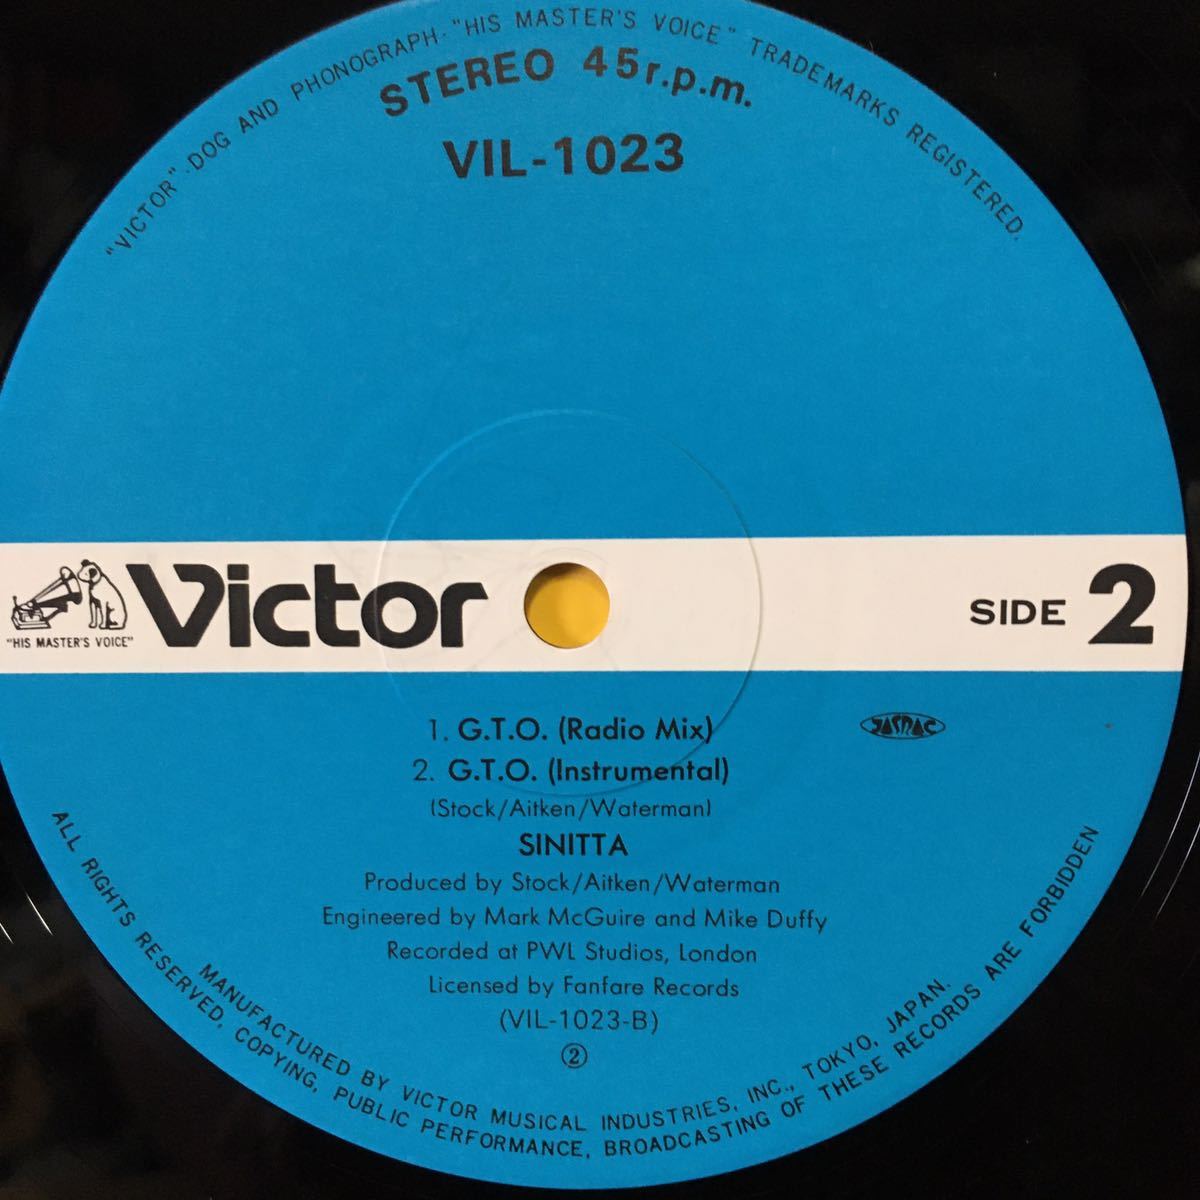 "VICTOR"·DOG AND PHONOGRAPH·"HIS MASTER'S VOICE" TRADEMARKS REGISTERED.
STEREO 45r.p.m.
VIL-1023
"HIS MASTER'S VOICE"
Victor
SIDE 2
1. G.T.O. (Radio Mix)
JASRAC
2. G.T.O. (Instrumental)
(Stock/Aitken/Waterman)
SINITTA
Produced by Stock/Aitken/Waterman
Engineered by Mark McGuire and Mike Duffy
Recorded at PWL Studios, London
Licensed by Fanfare Records
(VIL-1023-B)
②
MANUFACTURED BY VICTOR MUSICAL INDUSTRIES, INC., TOKYO, JAPAN.
ALL RIGHTS RESERVED, COPYING, PUBLIC PERFORMANCE, BROADCASTING OF THESE RECORDS ARE FORBIDDEN